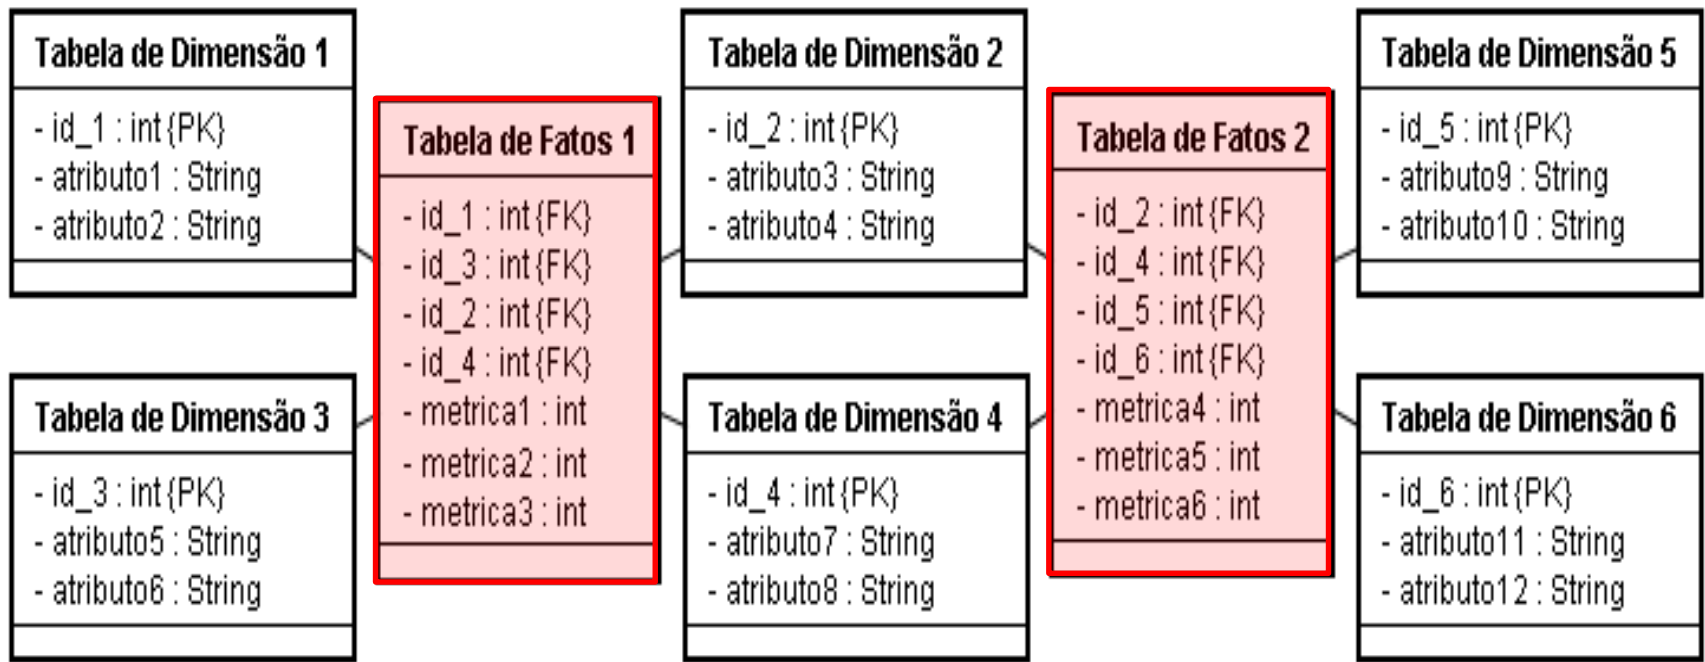 Tabela de Dimensão 1
- id_1 : int {PK}
- atributo1 : String
- atributo2 : String
Tabela de Fatos 1
- id_1 : int {FK}
- id_3 : int {FK}
- id_2 : int {FK}
- id_4 : int {FK}
- metrica1 : int
- metrica2 : int
- metrica3 : int
Tabela de Dimensão 2
- id_2 : int {PK}
- atributo3 : String
- atributo4 : String
Tabela de Fatos 2
- id_2 : int {FK}
- id_4 : int {FK}
- id_5 : int {FK}
- id_6 : int {FK}
- metrica4 : int
- metrica5 : int
- metrica6 : int
Tabela de Dimensão 5
- id_5 : int {PK}
- atributo9 : String
- atributo10 : String
Tabela de Dimensão 3
- id_3 : int {PK}
- atributo5 : String
- atributo6 : String
Tabela de Dimensão 4
- id_4 : int {PK}
- atributo7 : String
- atributo8 : String
Tabela de Dimensão 6
- id_6 : int {PK}
- atributo11 : String
- atributo12 : String